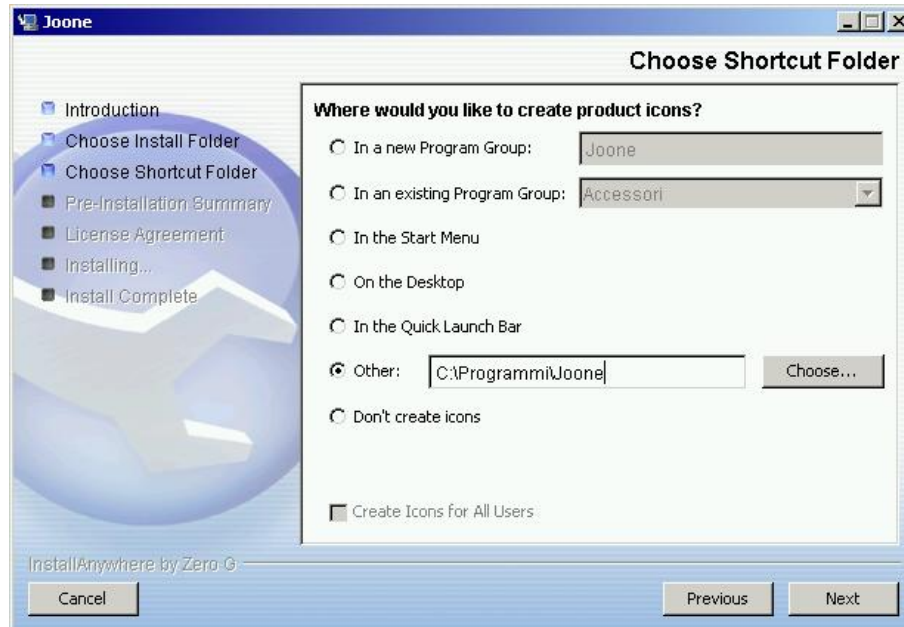 Joone
Choose Shortcut Folder
Introduction
Choose Install Folder
Choose Shortcut Folder
Pre-Installation Summary
License Agreement
Installing...
Install Complete
Where would you like to create product icons?
In a new Program Group: Joone
In an existing Program Group: Accessori
In the Start Menu
On the Desktop
In the Quick Launch Bar
Other: C:\Programmi\Joone Choose...
Don't create icons
Create Icons for All Users
InstallAnywhere by Zero G
Cancel Previous Next